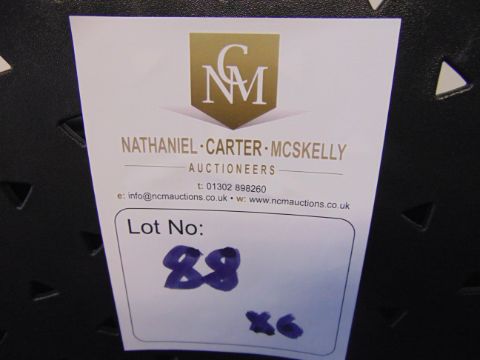 NCM
NATHANIEL · CARTER · MCSKELLY
AUCTIONEERS
t: 01302 898260
e: info@ncmauctions.co.uk • w: www.ncmauctions.co.uk
Lot No:
88
x6